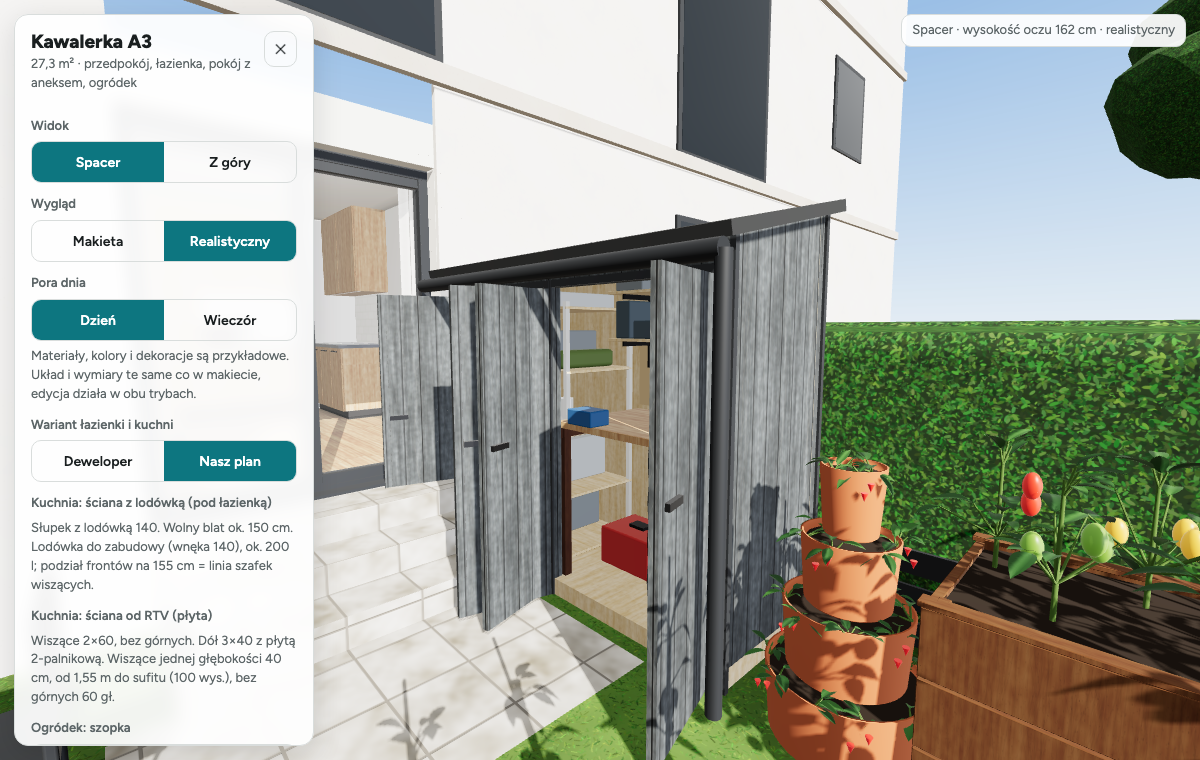 Kawalerka A3
27,3 m² · przedpokój, łazienka, pokój z
aneksem, ogródek
Spacer · wysokość oczu 162 cm · realistyczny
Widok
Spacer
Z góry
Wygląd
Makieta
Realistyczny
Pora dnia
Dzień
Wieczór
Materiały, kolory i dekoracje są przykładowe.
Układ i wymiary te same co w makiecie,
edycja działa w obu trybach.
Wariant łazienki i kuchni
Deweloper
Nasz plan
Kuchnia: ściana z lodówką (pod łazienką)
Słupek z lodówką 140. Wolny blat ok. 150 cm.
Lodówka do zabudowy (wnęka 140), ok. 200
l; podział frontów na 155 cm = linia szafek
wiszących.
Kuchnia: ściana od RTV (płyta)
Wiszące 2×60, bez górnych. Dół 3×40 z płytą
2-palnikową. Wiszące jednej głębokości 40
cm, od 1,55 m do sufitu (100 wys.), bez
górnych 60 gł.
Ogródek: szopka